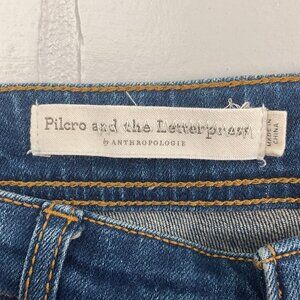 Pilcro and the Letterpress
by ANTHROPOLOGIE
MADE IN
CHINA